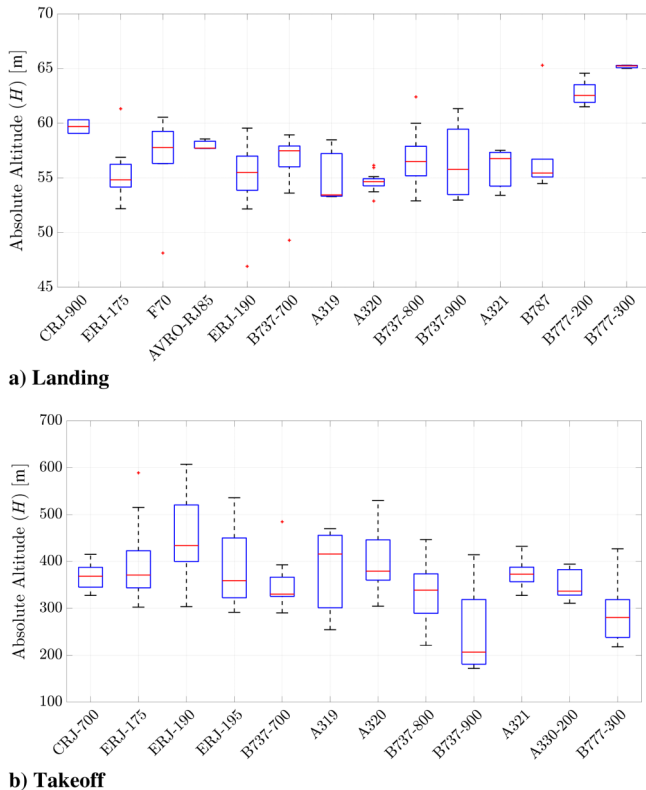 70
65
60
55
50
45
Absolute Altitude (H) [m]
CRJ-900
ERJ-175
F70
AVRO-RJ85
ERJ-190
B737-700
A319
A320
B737-800
B737-900
A321
B787
B777-200
B777-300
a) Landing
700
600
500
400
300
200
100
Absolute Altitude (H) [m]
CRJ-700
ERJ-175
ERJ-190
ERJ-195
B737-700
A319
A320
B737-800
B737-900
A321
A330-200
B777-300
b) Takeoff